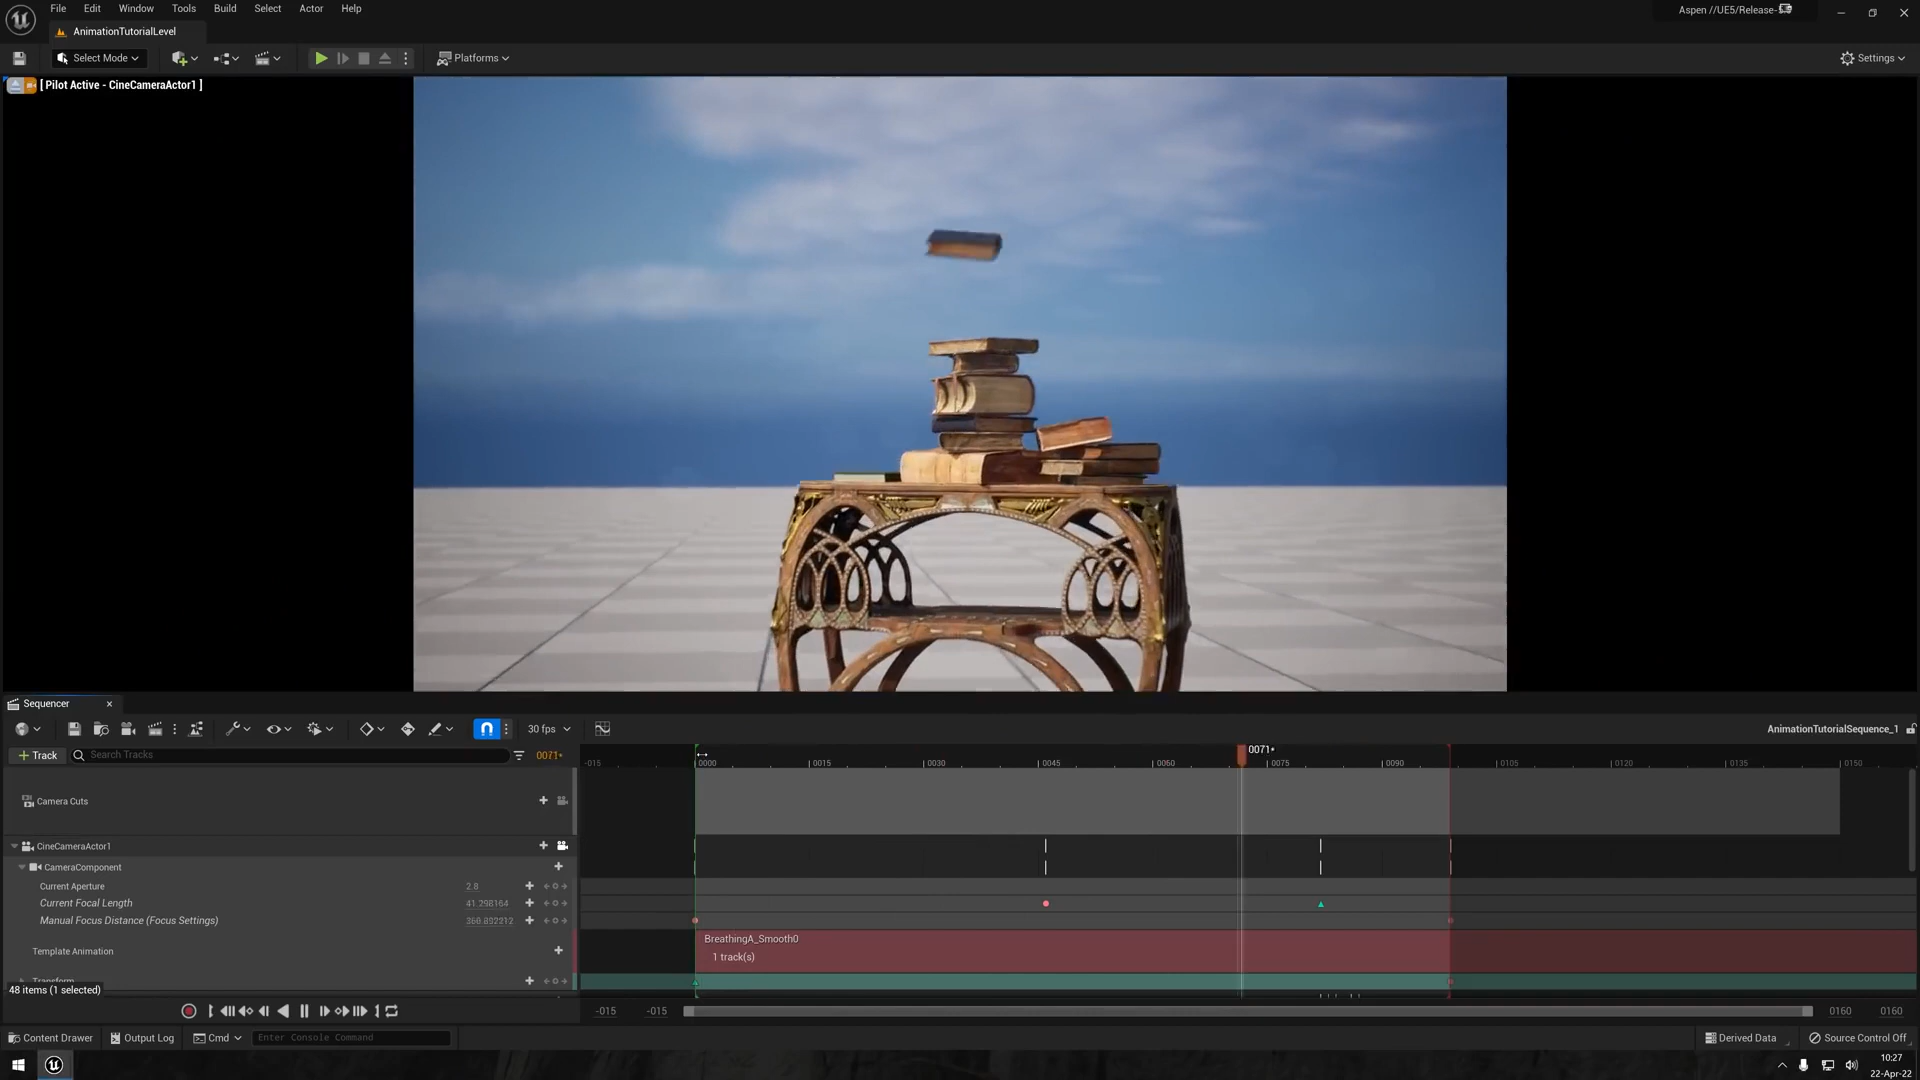 File Edit Window Tools Build Select Actor Help
Aspen //UE5/Release-
AnimationTutorialLevel
Select Mode
Platforms
Settings
[ Pilot Active - CineCameraActor1 ]
Sequencer
30 fps
AnimationTutorialSequence_1
Track
Search Tracks
0071*
0071*
-015 0000 0015 0030 0045 0060 0075 0090 0105 0120 0135 0150
Camera Cuts
CineCameraActor1
CameraComponent
Current Aperture 2.8
Current Focal Length 41.298164
Manual Focus Distance (Focus Settings) 360.832212
BreathingA_Smooth0
Template Animation
1 track(s)
Transform
48 items (1 selected)
-015 -015 0160 0160
Content Drawer Output Log Cmd Enter Console Command
Derived Data Source Control Off
10:27
22-Apr-22